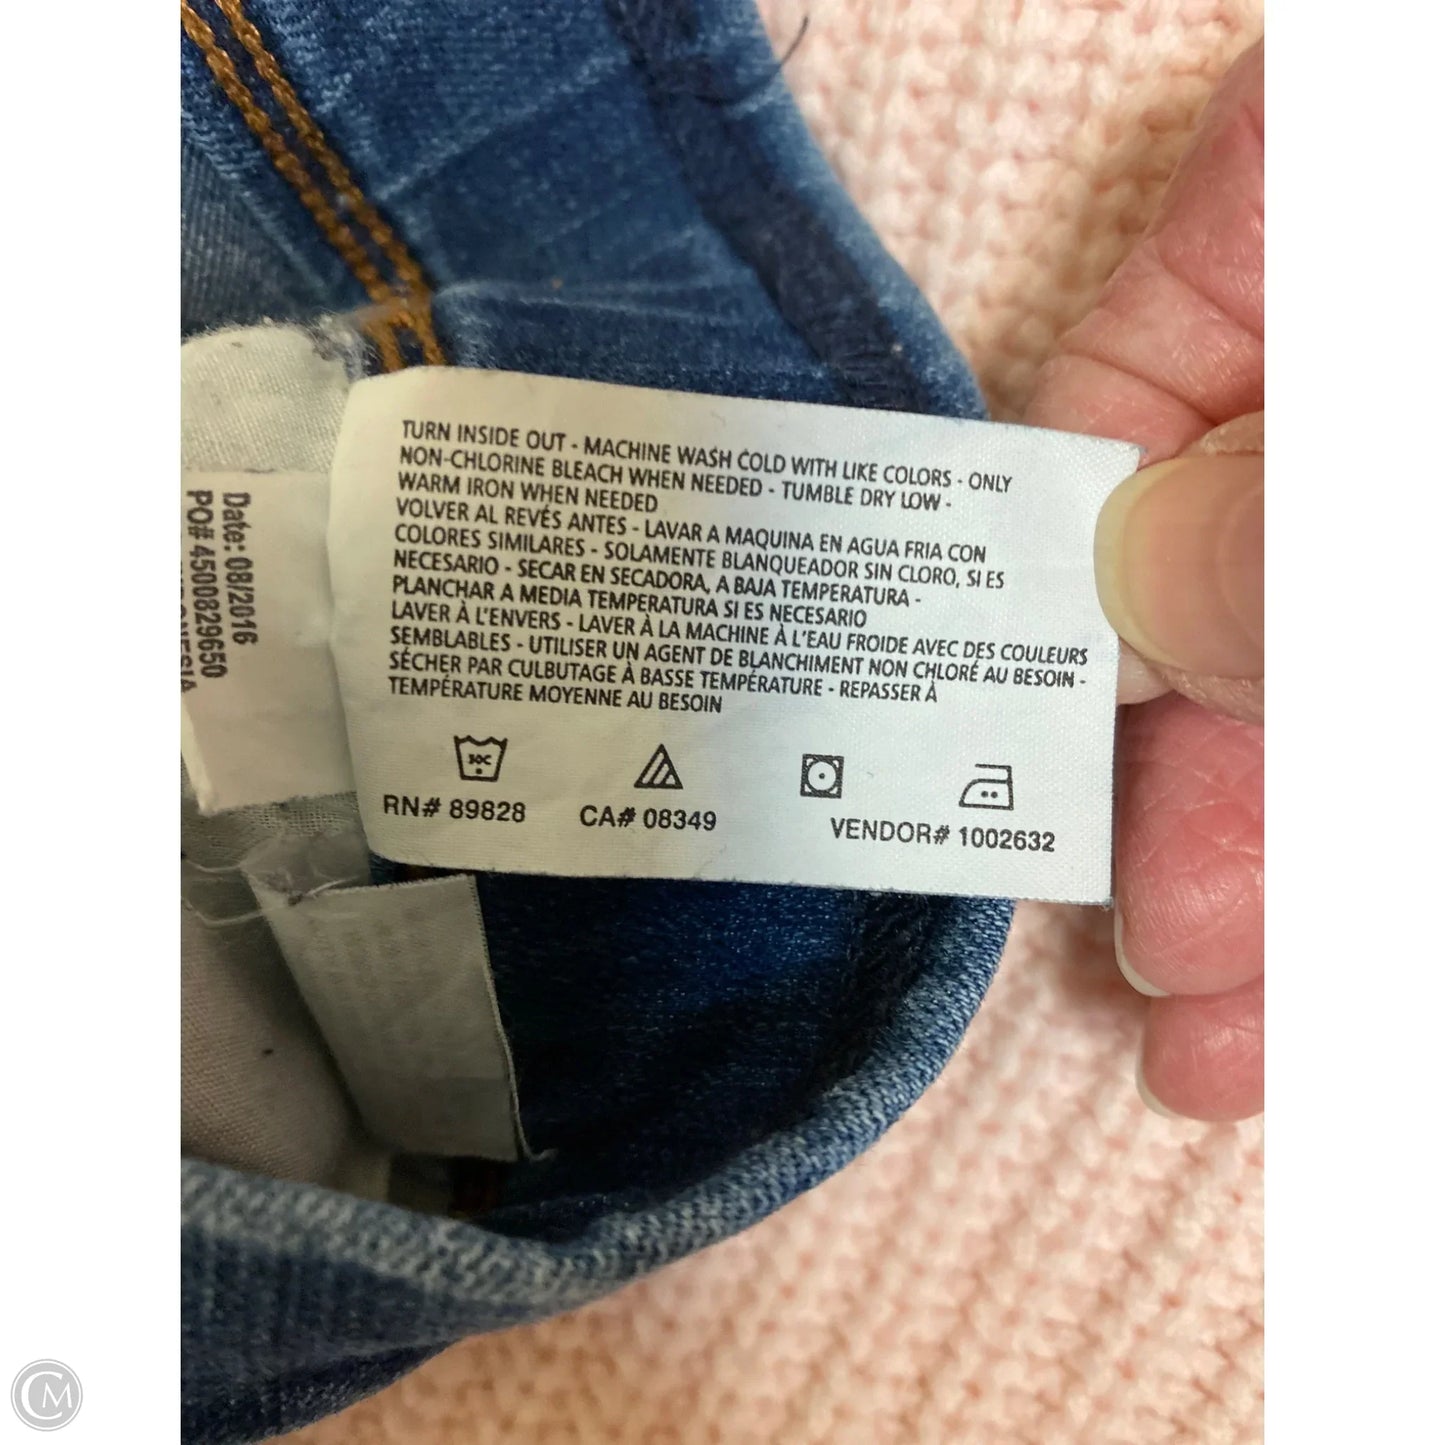 TURN INSIDE OUT - MACHINE WASH COLD WITH LIKE COLORS - ONLY
NON-CHLORINE BLEACH WHEN NEEDED - TUMBLE DRY LOW -
WARM IRON WHEN NEEDED
VOLVER AL REVÉS ANTES - LAVAR A MAQUINA EN AGUA FRIA CON
COLORES SIMILARES - SOLAMENTE BLANQUEADOR SIN CLORO, SI ES
NECESARIO - SECAR EN SECADORA, A BAJA TEMPERATURA -
PLANCHAR A MEDIA TEMPERATURA SI ES NECESARIO
LAVER À L'ENVERS - LAVER À LA MACHINE À L'EAU FROIDE AVEC DES COULEURS
SEMBLABLES - UTILISER UN AGENT DE BLANCHIMENT NON CHLORÉ AU BESOIN -
SÉCHER PAR CULBUTAGE À BASSE TEMPÉRATURE - REPASSER À
TEMPÉRATURE MOYENNE AU BESOIN
RN# 89828 CA# 08349 VENDOR# 1002632
Date: 08/2016
PO# 4500829650
CM